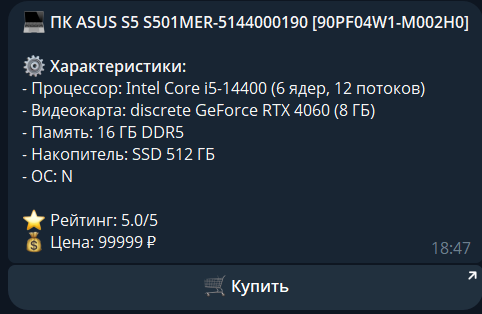 ПК ASUS S5 S501MER-5144000190 [90PF04W1-M002H0]
Характеристики:
- Процессор: Intel Core i5-14400 (6 ядер, 12 потоков)
- Видеокарта: discrete GeForce RTX 4060 (8 ГБ)
- Память: 16 ГБ DDR5
- Накопитель: SSD 512 ГБ
- ОС: N
Рейтинг: 5.0/5
Цена: 99999 ₽
18:47
Купить